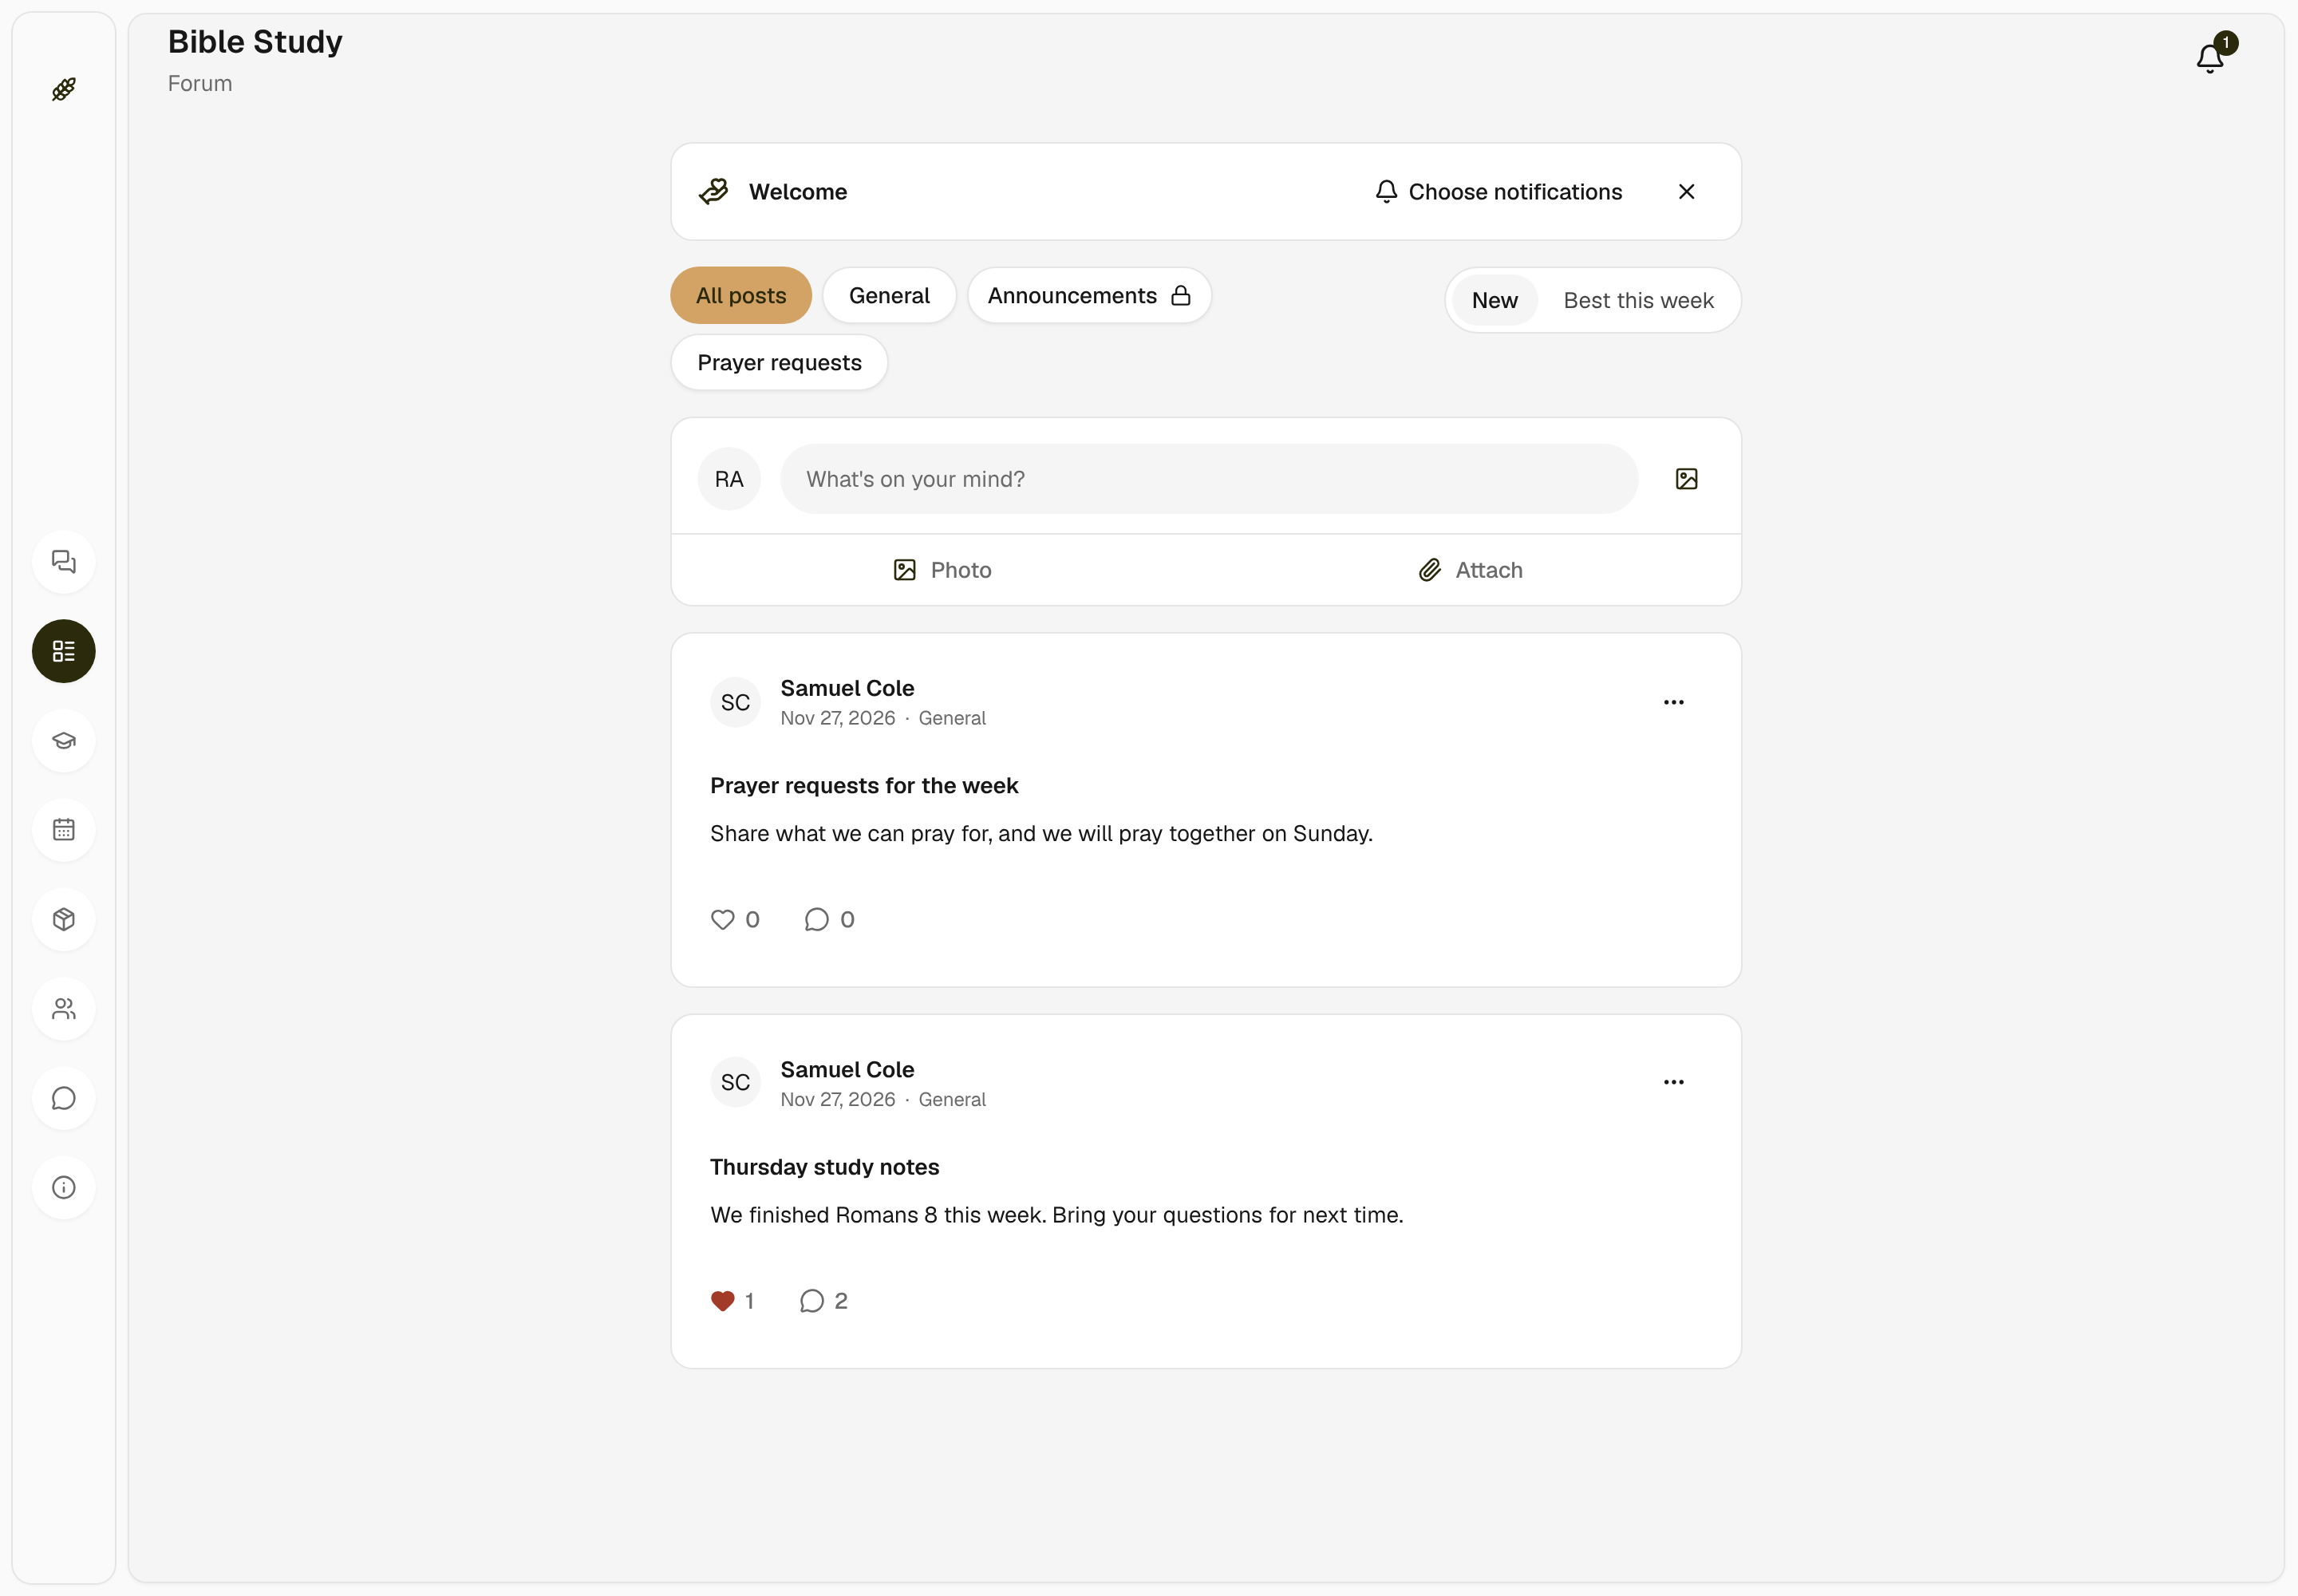 Bible Study
Forum
1
Welcome
Choose notifications
All posts
General
Announcements
New
Best this week
Prayer requests
RA
What's on your mind?
Photo
Attach
SC
Samuel Cole
Nov 27, 2026 · General
Prayer requests for the week
Share what we can pray for, and we will pray together on Sunday.
0
0
SC
Samuel Cole
Nov 27, 2026 · General
Thursday study notes
We finished Romans 8 this week. Bring your questions for next time.
1
2